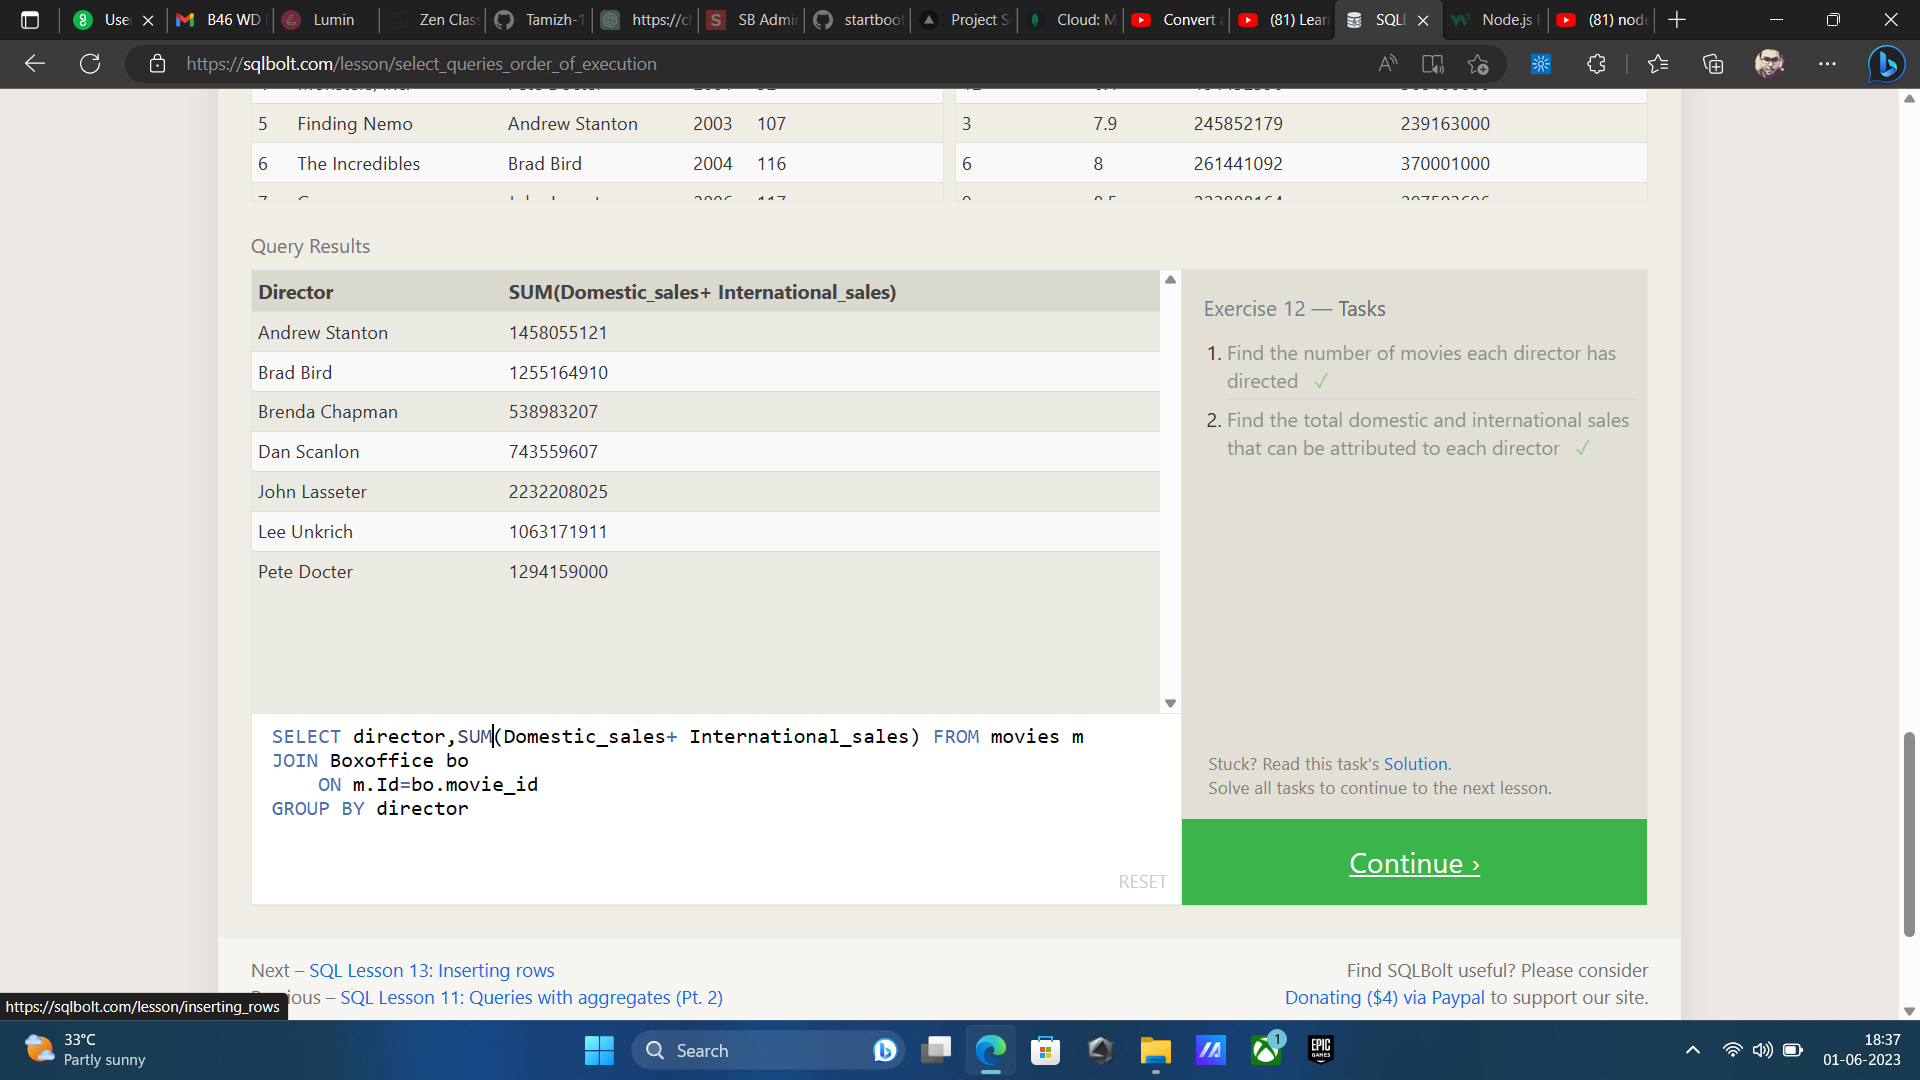 Use
B46 WD
Lumin
Zen Clas
Tamizh-1
https://c
SB Admi
startboot
Project S
Cloud: M
Convert
(81) Lear
SQL
Node.js
(81) nod
https://sqlbolt.com/lesson/select_queries_order_of_execution
5 Finding Nemo Andrew Stanton 2003 107
3 7.9 245852179 239163000
6 The Incredibles Brad Bird 2004 116
6 8 261441092 370001000
Query Results
Director SUM(Domestic_sales+ International_sales)
Andrew Stanton 1458055121
Brad Bird 1255164910
Brenda Chapman 538983207
Dan Scanlon 743559607
John Lasseter 2232208025
Lee Unkrich 1063171911
Pete Docter 1294159000
Exercise 12 — Tasks
1. Find the number of movies each director has
directed ✓
2. Find the total domestic and international sales
that can be attributed to each director ✓
SELECT director,SUM(Domestic_sales+ International_sales) FROM movies m
JOIN Boxoffice bo
ON m.Id=bo.movie_id
GROUP BY director
RESET
Stuck? Read this task's Solution.
Solve all tasks to continue to the next lesson.
Continue ›
Next – SQL Lesson 13: Inserting rows
ious – SQL Lesson 11: Queries with aggregates (Pt. 2)
Find SQLBolt useful? Please consider
Donating ($4) via Paypal to support our site.
https://sqlbolt.com/lesson/inserting_rows
33°C
Partly sunny
Search
1
EPIC
GAMES
18:37
01-06-2023